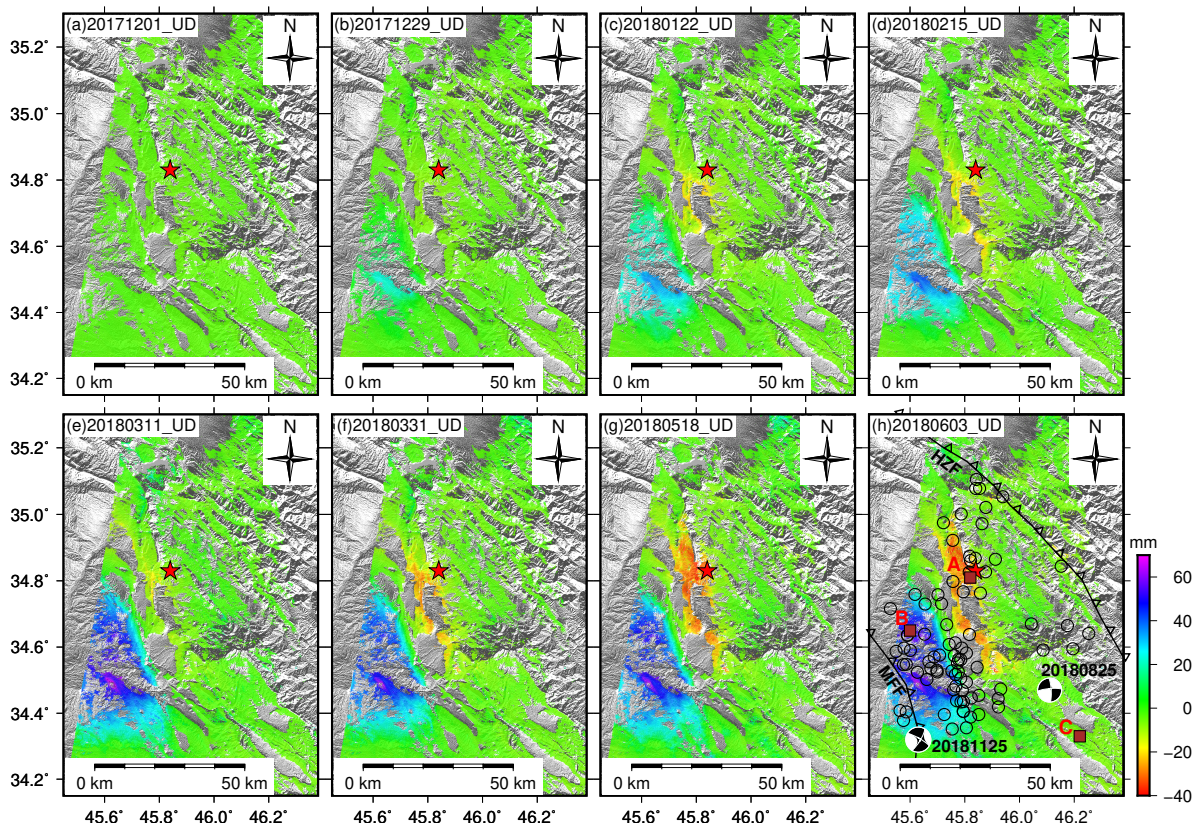 (a)20171201_UD
N
(b)20171229_UD
N
(c)20180122_UD
N
(d)20180215_UD
N
35.2°
35.0°
34.8°
34.6°
34.4°
34.2°
0 km
50 km
0 km
50 km
0 km
50 km
0 km
50 km
(e)20180311_UD
N
(f)20180331_UD
N
(g)20180518_UD
N
(h)20180603_UD
N
HZF
A
B
MFF
20180825
C
20181125
35.2°
35.0°
34.8°
34.6°
34.4°
34.2°
0 km
50 km
0 km
50 km
0 km
50 km
0 km
50 km
45.6°
45.8°
46.0°
46.2°
45.6°
45.8°
46.0°
46.2°
45.6°
45.8°
46.0°
46.2°
45.6°
45.8°
46.0°
46.2°
mm
60
40
20
0
−20
−40